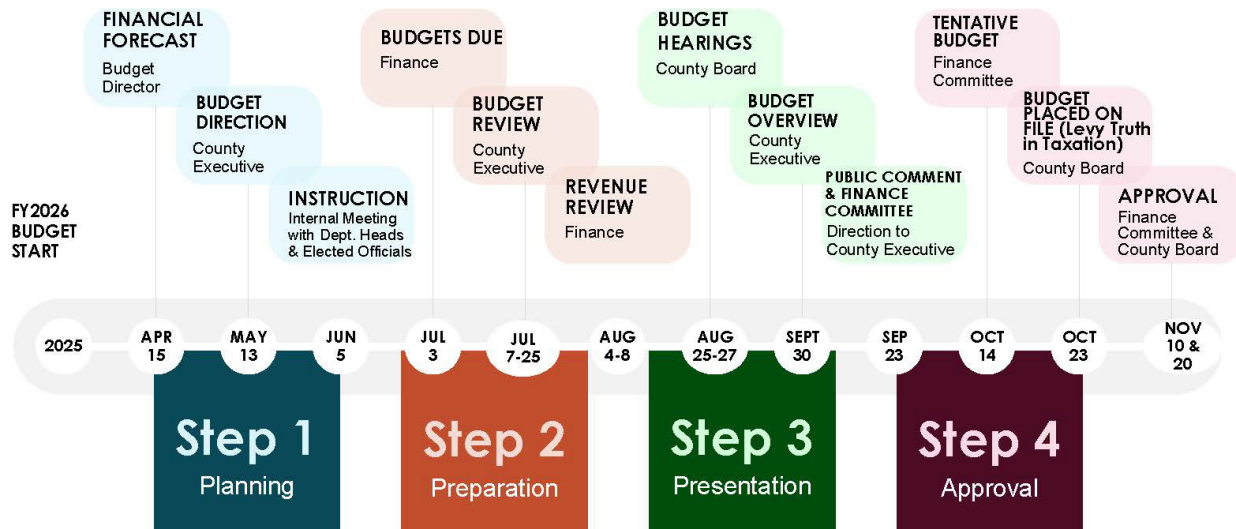 FINANCIAL
FORECAST
Budget
Director
BUDGET
DIRECTION
County
Executive
INSTRUCTION
Internal Meeting
with Dept. Heads
& Elected Officials
BUDGETS DUE
Finance
BUDGET
REVIEW
County
Executive
REVENUE
REVIEW
Finance
BUDGET
HEARINGS
County Board
BUDGET
OVERVIEW
County
Executive
PUBLIC COMMENT
& FINANCE
COMMITTEE
Direction to
County Executive
TENTATIVE
BUDGET
Finance
Committee
BUDGET
PLACED ON
FILE (Levy Truth
in Taxation)
County Board
APPROVAL
Finance
Committee &
County Board
FY2026
BUDGET
START
2025
APR
15
MAY
13
JUN
5
JUL
3
JUL
7-25
AUG
4-8
AUG
25-27
SEPT
30
SEP
23
OCT
14
OCT
23
NOV
10 &
20
Step 1
Planning
Step 2
Preparation
Step 3
Presentation
Step 4
Approval